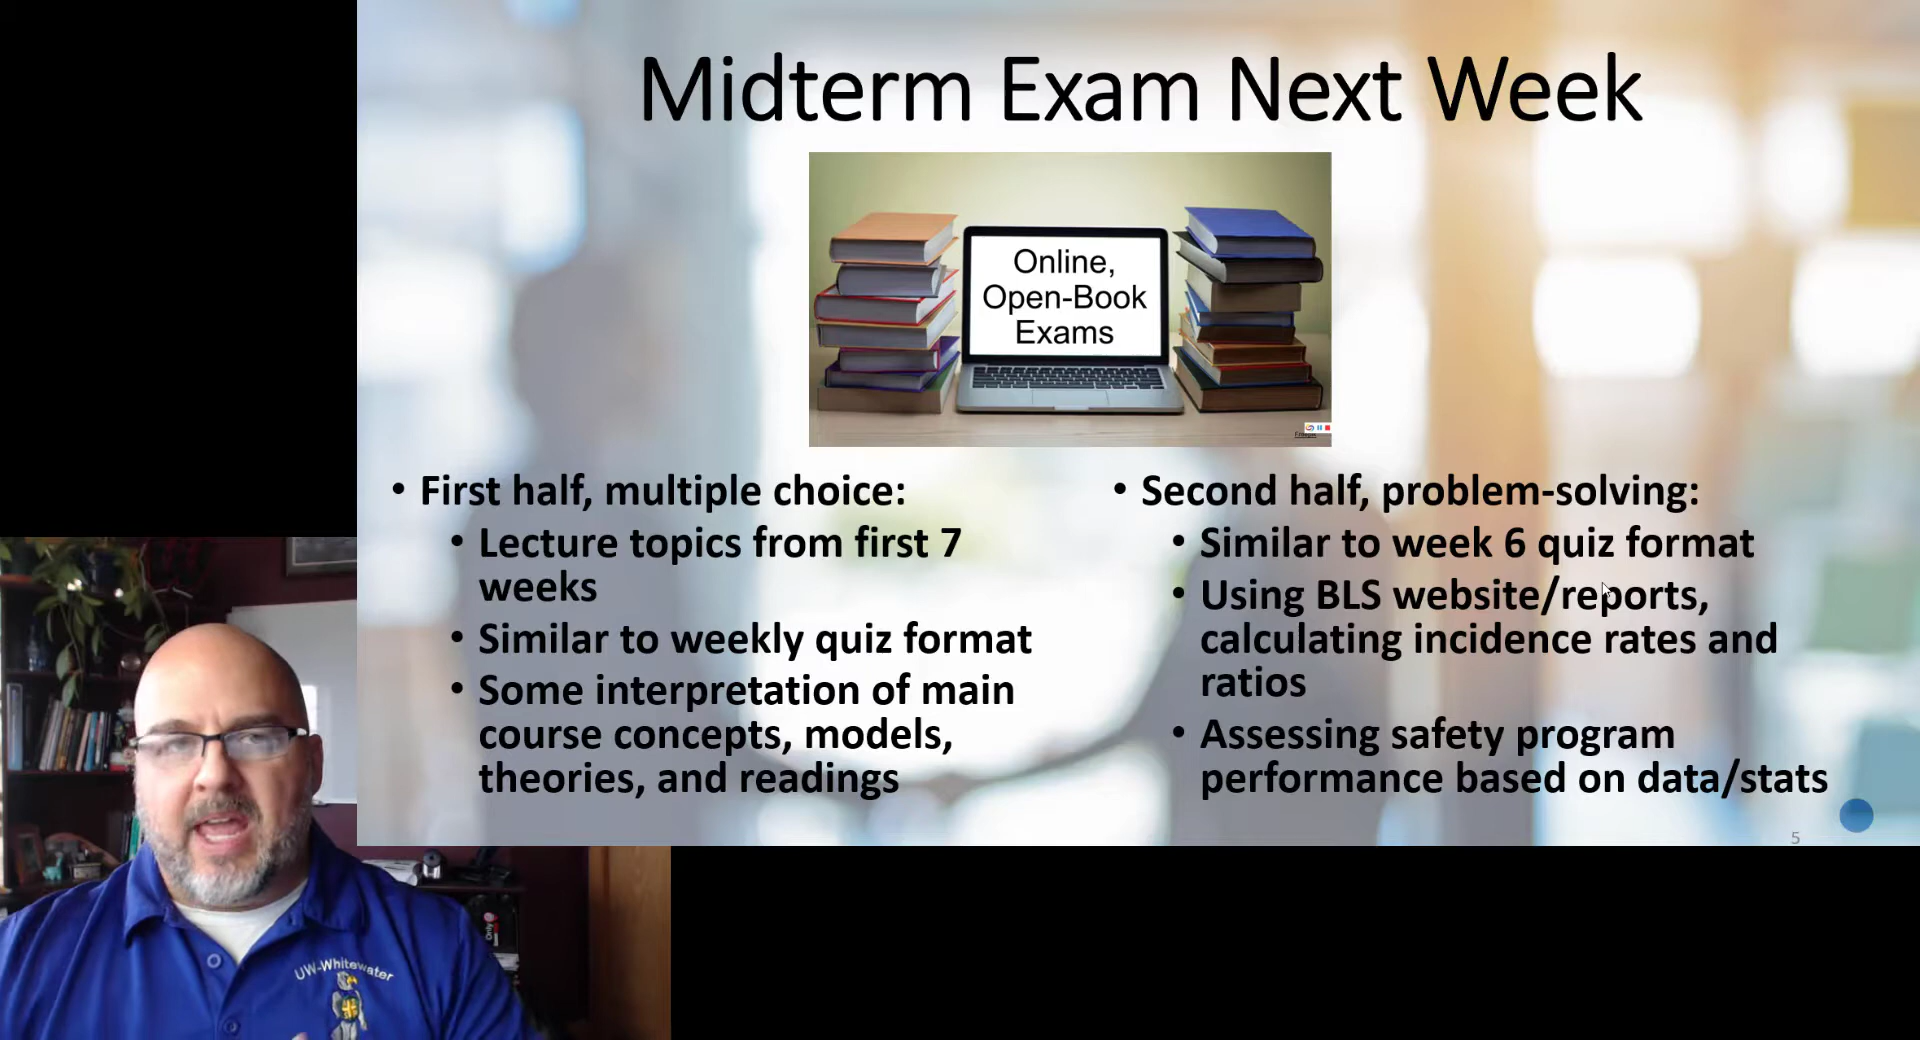 Midterm Exam Next Week
Online,
Open-Book
Exams
• First half, multiple choice:
• Lecture topics from first 7
weeks
• Similar to weekly quiz format
• Some interpretation of main
course concepts, models,
theories, and readings
• Second half, problem-solving:
• Similar to week 6 quiz format
• Using BLS website/reports,
calculating incidence rates and
ratios
• Assessing safety program
performance based on data/stats
5
UW-Whitewater